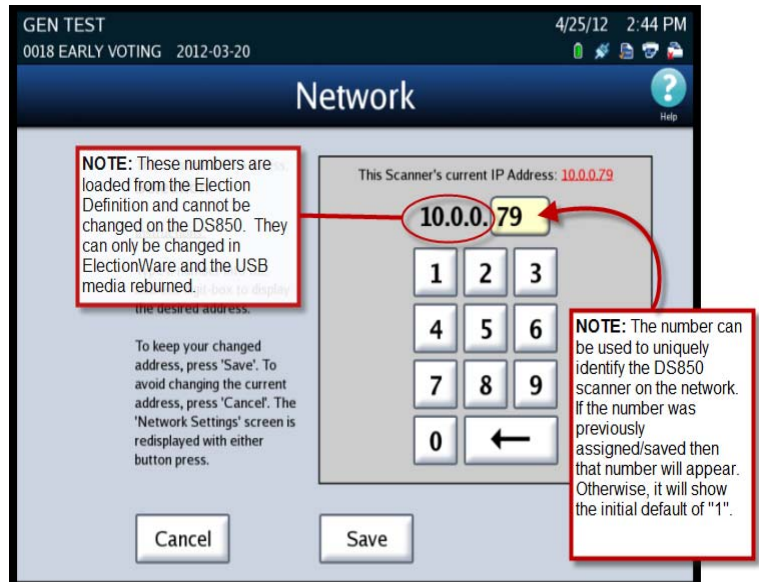 GEN TEST
4/25/12 2:44 PM
0018 EARLY VOTING 2012-03-20
Network
Help
NOTE: These numbers are
loaded from the Election
Definition and cannot be
changed on the DS850. They
can only be changed in
ElectionWare and the USB
media reburned.
the desired address.
To keep your changed
address, press 'Save'. To
avoid changing the current
address, press 'Cancel'. The
'Network Settings' screen is
redisplayed with either
button press.
This Scanner's current IP Address: 10.0.0.79
10.0.0. 79
1 2 3
4 5 6
7 8 9
0
NOTE: The number can
be used to uniquely
identify the DS850
scanner on the network.
If the number was
previously
assigned/saved then
that number will appear.
Otherwise, it will show
the initial default of "1".
Cancel
Save